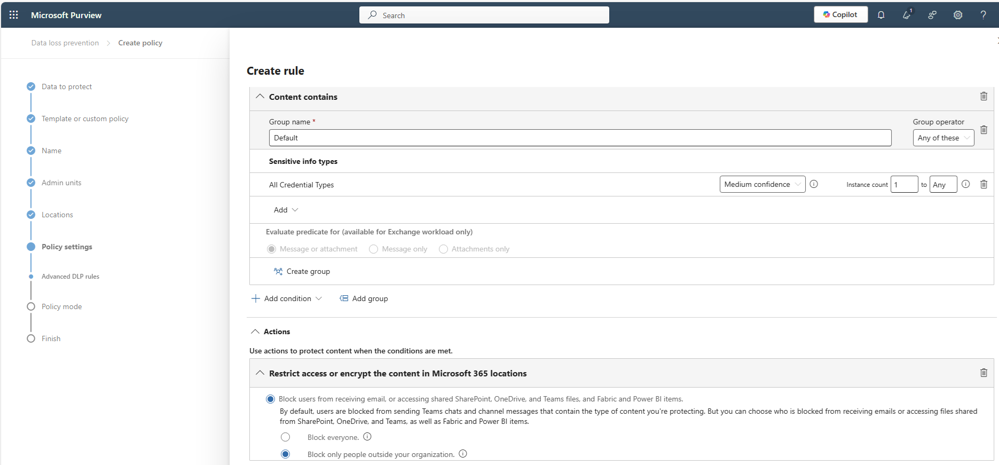 Microsoft Purview
Search
Copilot
1
Data loss prevention
Create policy
Data to protect
Template or custom policy
Name
Admin units
Locations
Policy settings
Advanced DLP rules
Policy mode
Finish
Create rule
Content contains
Group name *
Group operator
Default
Any of these
Sensitive info types
All Credential Types
Medium confidence
Instance count 1 to Any
Add
Evaluate predicate for (available for Exchange workload only)
Message or attachment Message only Attachments only
Create group
Add condition
Add group
Actions
Use actions to protect content when the conditions are met.
Restrict access or encrypt the content in Microsoft 365 locations
Block users from receiving email, or accessing shared SharePoint, OneDrive, and Teams files, and Fabric and Power BI items.
By default, users are blocked from sending Teams chats and channel messages that contain the type of content you're protecting. But you can choose who is blocked from receiving emails or accessing files shared
from SharePoint, OneDrive, and Teams, as well as Fabric and Power BI items.
Block everyone.
Block only people outside your organization.